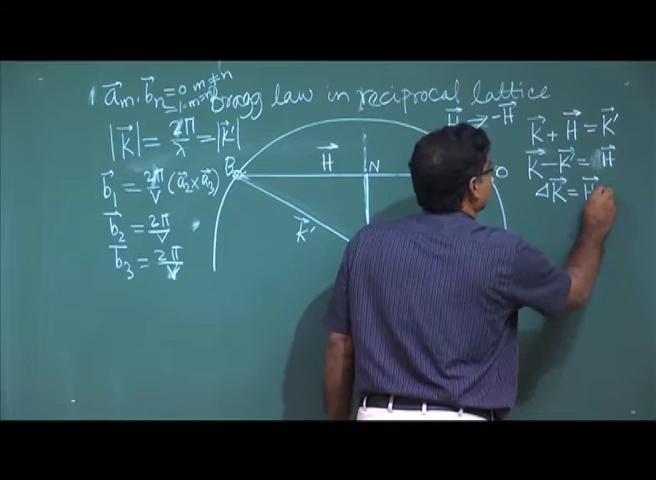 a⃗m · b⃗n = 0 m≠n
= 1 m=n
Bragg law in reciprocal lattice
|K⃗| = 2π/λ = |K⃗'|
b⃗1 = 2π/V (a⃗2 × a⃗3)
b⃗2 = 2π/V
b⃗3 = 2π/V
B
H⃗
N
O
K⃗'
H⃗ → -H⃗
K⃗ + H⃗ = K⃗'
K⃗ - K⃗' = H⃗
ΔK⃗ = H⃗